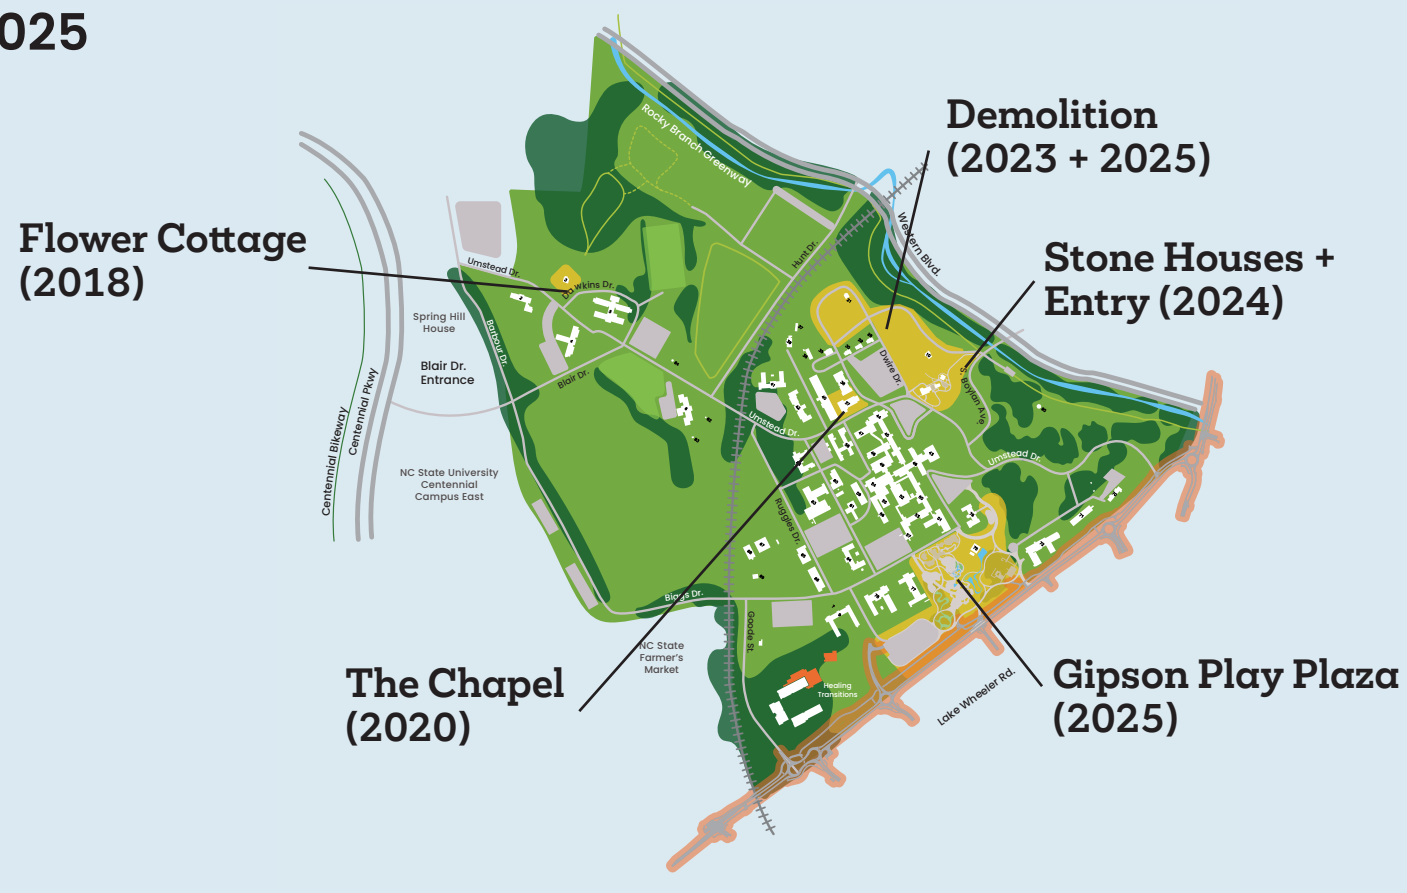 025
Demolition
(2023 + 2025)
Rocky Branch Greenway
Western Blvd.
Hunt Dr.
Flower Cottage
(2018)
Stone Houses +
Entry (2024)
Umstead Dr.
Dawkins Dr.
Spring Hill
House
Barbour Dr.
Blair Dr.
Entrance
Blair Dr.
Dwire Dr.
S. Boylan Ave.
Centennial Bikeway
Centennial Pkwy
Umstead Dr.
Umstead Dr.
NC State University
Centennial
Campus East
Ruggles Dr.
Biggs Dr.
Goode St.
NC State
Farmer's
Market
The Chapel
(2020)
Healing
Transitions
Lake Wheeler Rd.
Gipson Play Plaza
(2025)